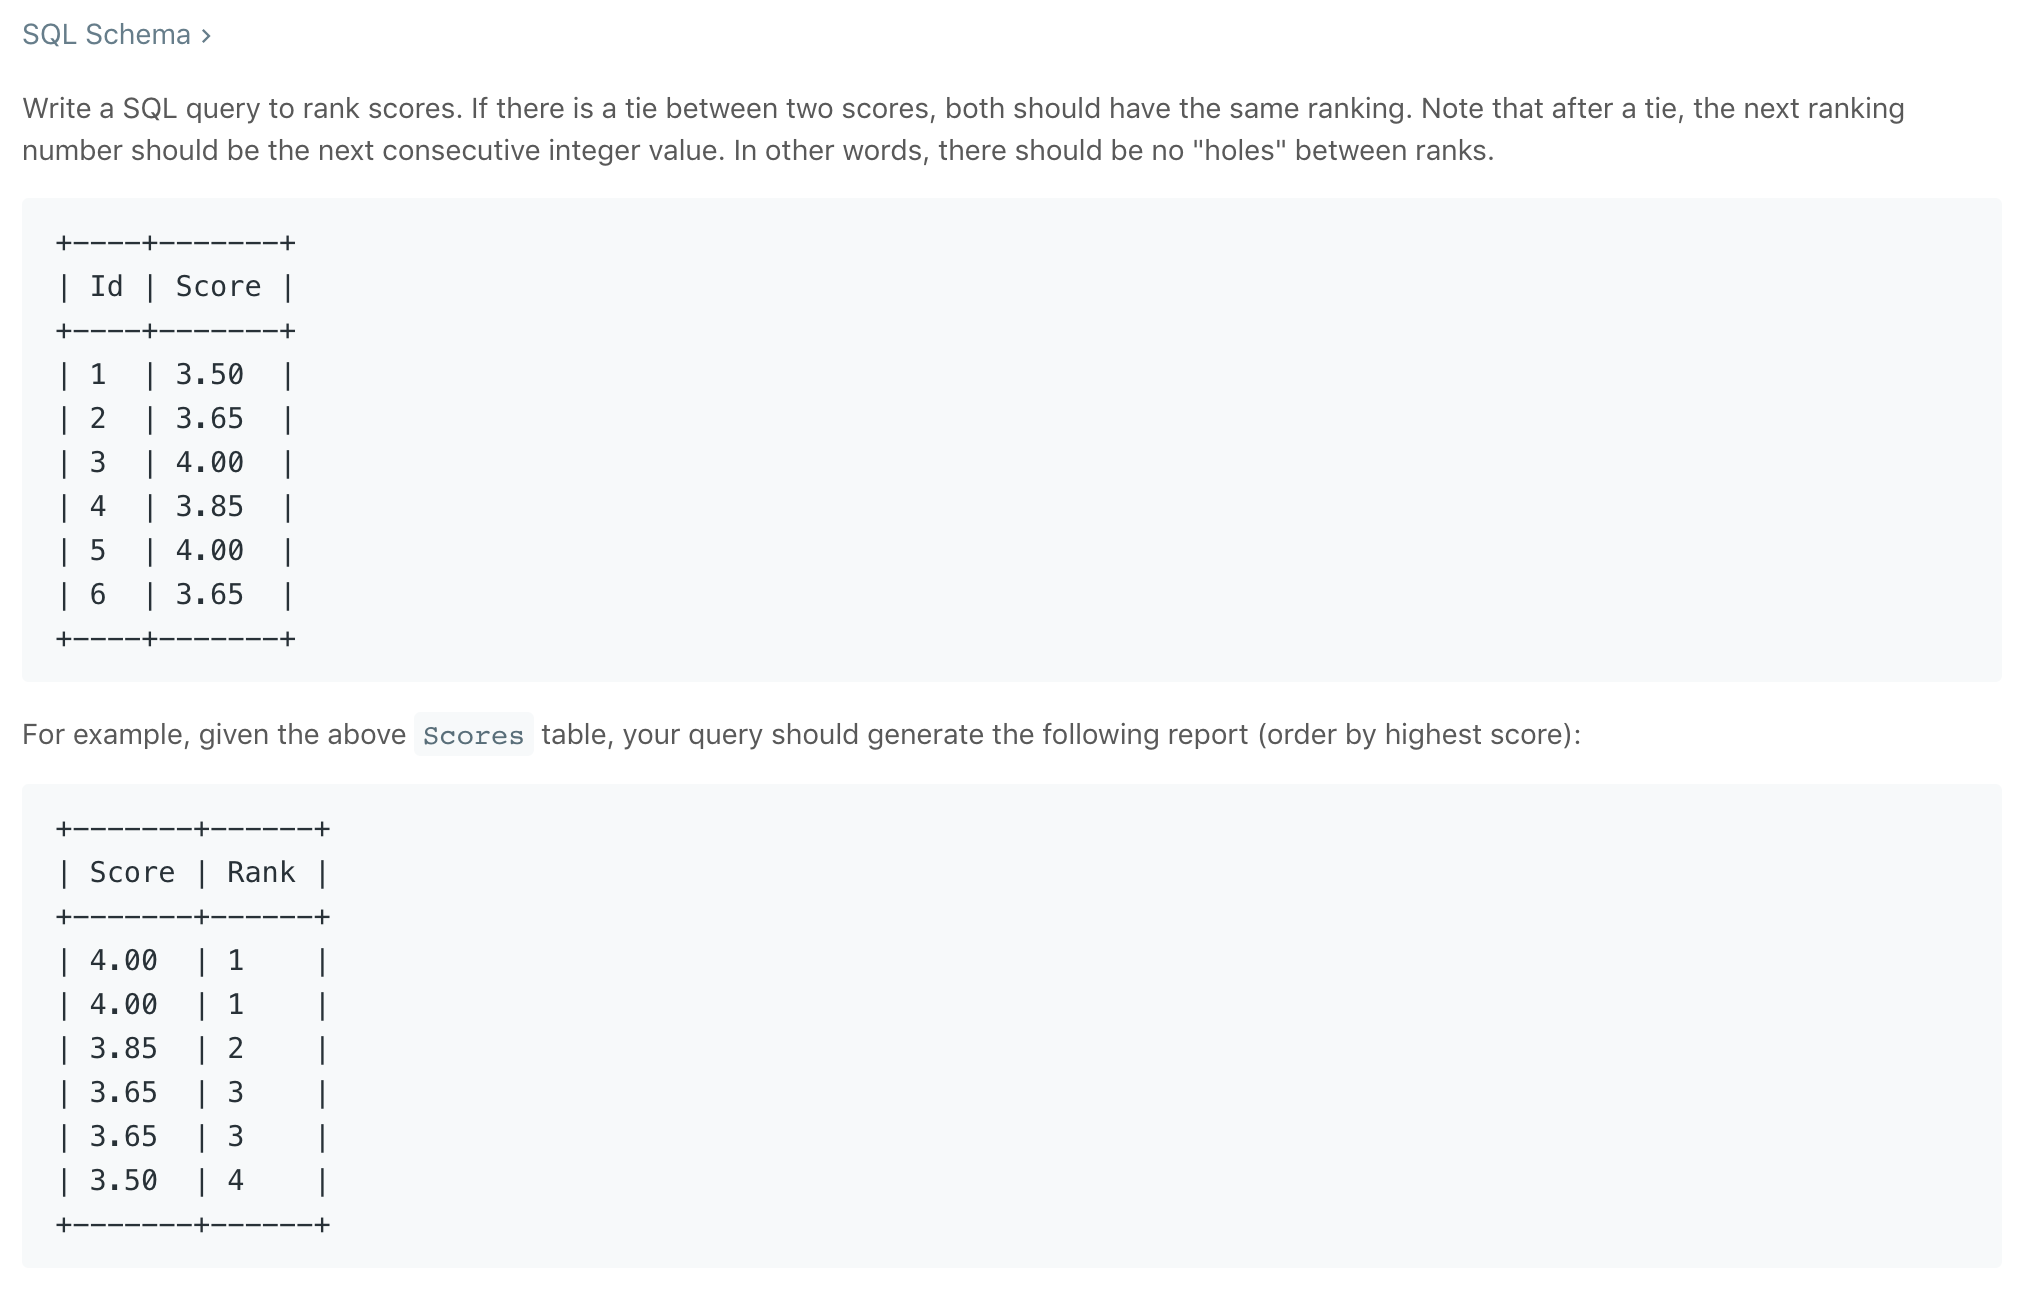 SQL Schema >
Write a SQL query to rank scores. If there is a tie between two scores, both should have the same ranking. Note that after a tie, the next ranking
number should be the next consecutive integer value. In other words, there should be no "holes" between ranks.
+----+-------+
| Id | Score |
+----+-------+
| 1  | 3.50  |
| 2  | 3.65  |
| 3  | 4.00  |
| 4  | 3.85  |
| 5  | 4.00  |
| 6  | 3.65  |
+----+-------+
For example, given the above Scores table, your query should generate the following report (order by highest score):
+-------+------+
| Score | Rank |
+-------+------+
| 4.00  | 1    |
| 4.00  | 1    |
| 3.85  | 2    |
| 3.65  | 3    |
| 3.65  | 3    |
| 3.50  | 4    |
+-------+------+